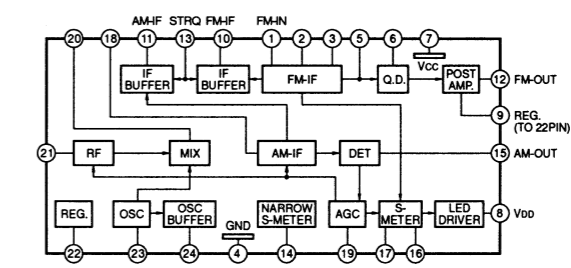 AM-IF STRQ FM-IF FM-IN
20 18 11 13 10 1 2 3 5 6 7
VCC
IF BUFFER
IF BUFFER
FM-IF
Q.D.
POST AMP.
12 FM-OUT
9 REG. (TO 22PIN)
21 RF
MIX
AM-IF
DET
15 AM-OUT
REG.
OSC
OSC BUFFER
GND
NARROW S-METER
AGC
S-METER
LED DRIVER
8 VDD
22 23 24 4 14 19 17 16